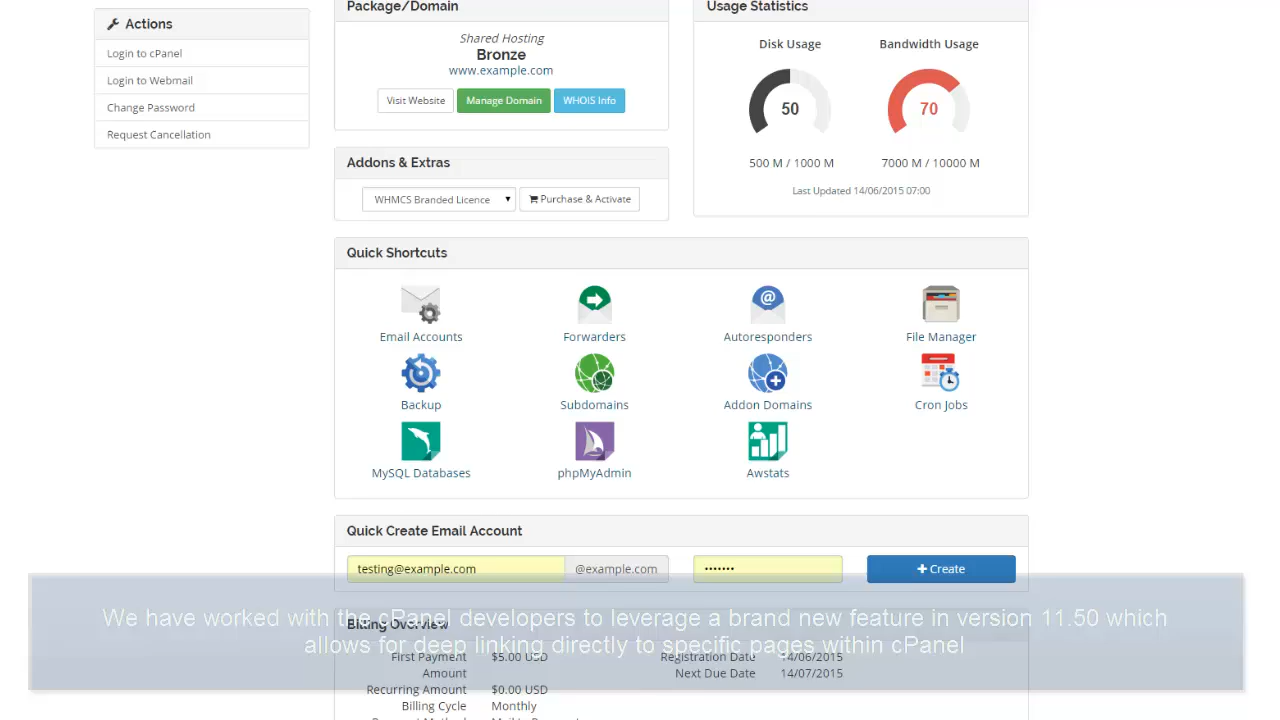 Actions
Login to cPanel
Login to Webmail
Change Password
Request Cancellation
Package/Domain
Shared Hosting
Bronze
www.example.com
Visit Website Manage Domain WHOIS Info
Addons & Extras
WHMCS Branded Licence Purchase & Activate
Usage Statistics
Disk Usage Bandwidth Usage
50 70
500 M / 1000 M 7000 M / 10000 M
Last Updated 14/06/2015 07:00
Quick Shortcuts
Email Accounts Forwarders Autoresponders File Manager
Backup Subdomains Addon Domains Cron Jobs
MySQL Databases phpMyAdmin Awstats
Quick Create Email Account
testing@example.com @example.com ••••••• Create
We have worked with the cPanel developers to leverage a brand new feature in version 11.50 which
allows for deep linking directly to specific pages within cPanel
Billing Overview
First Payment $5.00 USD Registration Date 14/06/2015
Amount Next Due Date 14/07/2015
Recurring Amount $0.00 USD
Billing Cycle Monthly